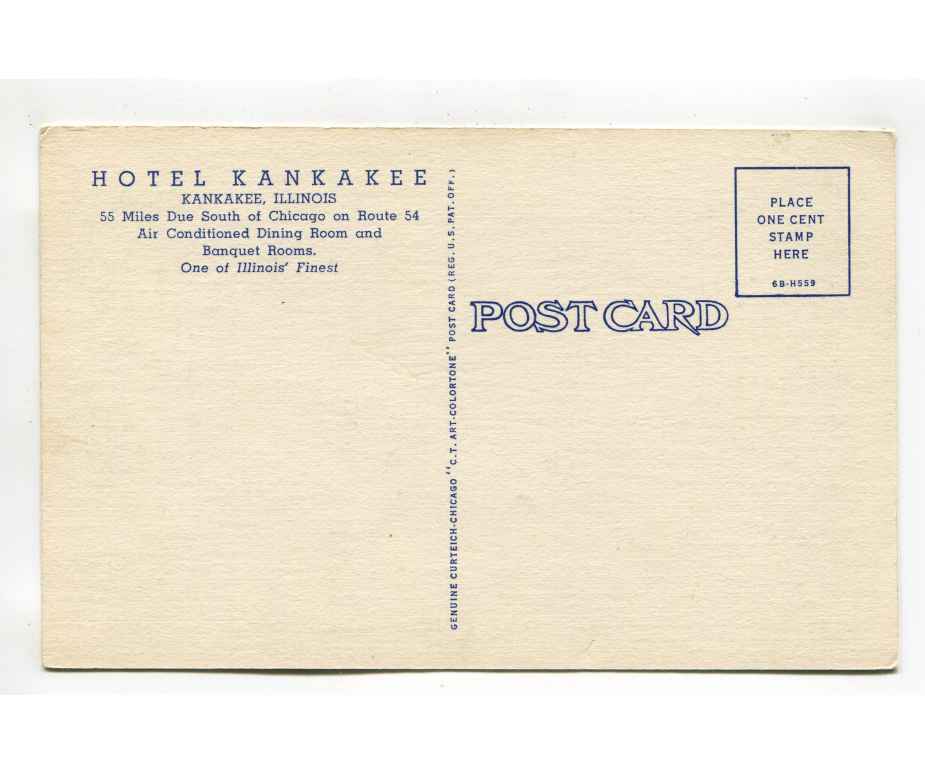 HOTEL KANKAKEE
KANKAKEE, ILLINOIS
55 Miles Due South of Chicago on Route 54
Air Conditioned Dining Room and
Banquet Rooms.
One of Illinois' Finest
GENUINE CURTEICH-CHICAGO "C.T. ART-COLORTONE" POST CARD (REG. U.S. PAT. OFF.)
POST CARD
PLACE
ONE CENT
STAMP
HERE
6B-H559